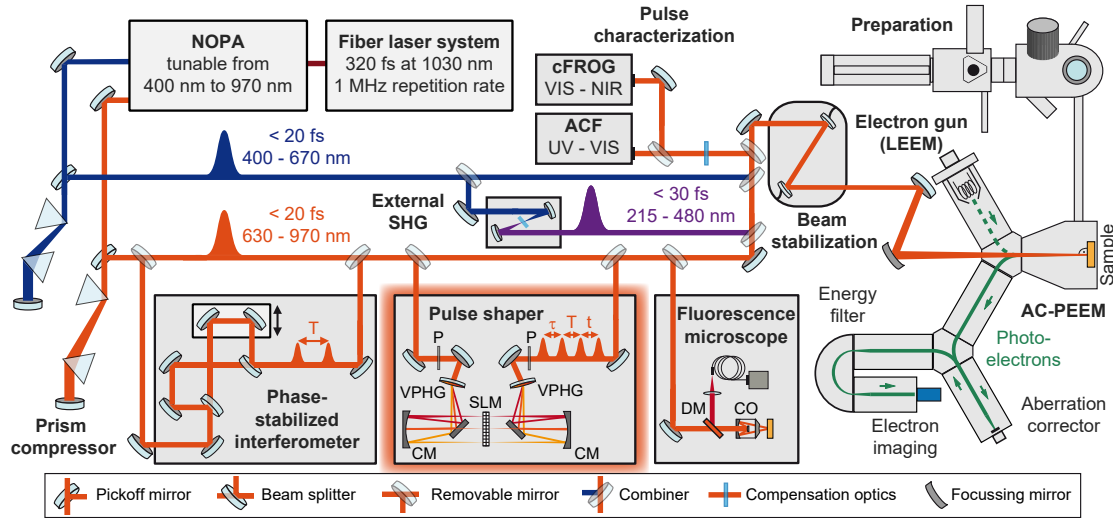 NOPA
tunable from
400 nm to 970 nm
Fiber laser system
320 fs at 1030 nm
1 MHz repetition rate
Pulse
characterization
cFROG
VIS - NIR
ACF
UV - VIS
Preparation
Electron gun
(LEEM)
< 20 fs
400 - 670 nm
External
SHG
< 30 fs
215 - 480 nm
Beam
stabilization
< 20 fs
630 - 970 nm
Sample
AC-PEEM
Energy
filter
Photo-
electrons
Prism
compressor
T
Phase-
stabilized
interferometer
Pulse shaper
P
P
τ T t
VPHG
SLM
VPHG
CM
CM
Fluorescence
microscope
DM
CO
Electron
imaging
Aberration
corrector
Pickoff mirror
Beam splitter
Removable mirror
Combiner
Compensation optics
Focussing mirror